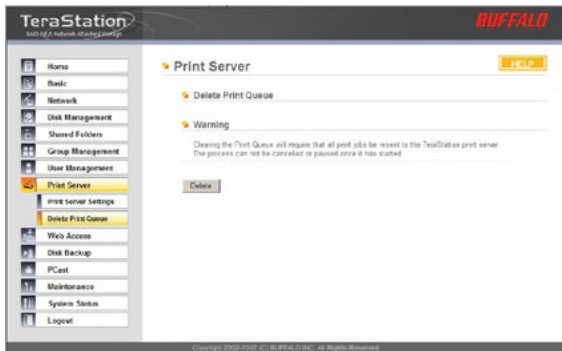 TeraStation
BUFFALO
Home
Basic
Network
Disk Management
Shared Folders
Group Management
User Management
Print Server
Print Server Settings
Delete Print Queue
Web Access
Disk Backup
PCast
Maintenance
System Status
Logout
Print Server
HELP
Delete Print Queue
Warning
Clearing the Print Queue will require that all print jobs be resent to the TeraStation print server.
The process can not be cancelled or paused once it has started.
Delete
Copyright 2002-2007 (C) BUFFALO INC. All Rights Reserved.